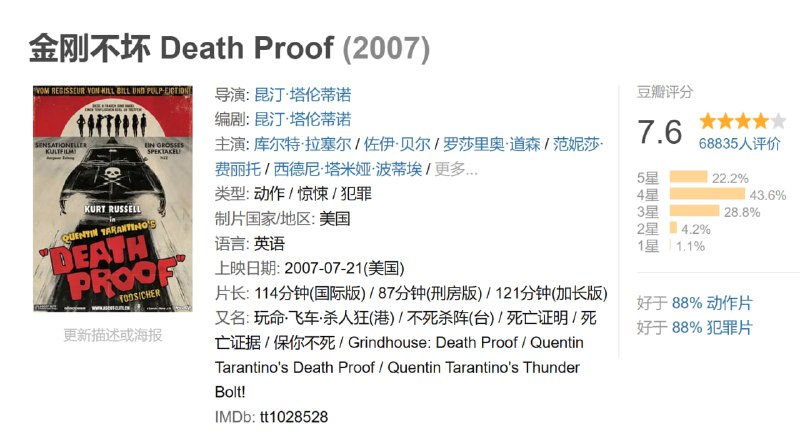 金刚不坏 Death Proof (2007)
VOM REGISSEUR VON KILL BILL UND PULP FICTION!
DIESE 8 FRAUEN SIND DABEI
EINEN TEUFLISCHEN KERL ZU TREFFEN!
SENSATIONELLER
KULTFILM!
EIN GROSSES
SPEKTAKEL!
KURT RUSSELL
in
QUENTIN TARANTINO'S
"DEATH
PROOF"
TODSICHER
更新描述或海报
导演: 昆汀·塔伦蒂诺
编剧: 昆汀·塔伦蒂诺
主演: 库尔特·拉塞尔 / 佐伊·贝尔 / 罗莎里奥·道森 / 范妮莎·
费丽托 / 西德尼·塔米娅·波蒂埃 / 更多...
类型: 动作 / 惊悚 / 犯罪
制片国家/地区: 美国
语言: 英语
上映日期: 2007-07-21(美国)
片长: 114分钟(国际版) / 87分钟(刑房版) / 121分钟(加长版)
又名: 玩命·飞车·杀人狂(港) / 不死杀阵(台) / 死亡证明 / 死
亡证据 / 保你不死 / Grindhouse: Death Proof / Quentin
Tarantino's Death Proof / Quentin Tarantino's Thunder
Bolt!
IMDb: tt1028528
豆瓣评分
7.6
68835人评价
5星 22.2%
4星 43.6%
3星 28.8%
2星 4.2%
1星 1.1%
好于 88% 动作片
好于 88% 犯罪片